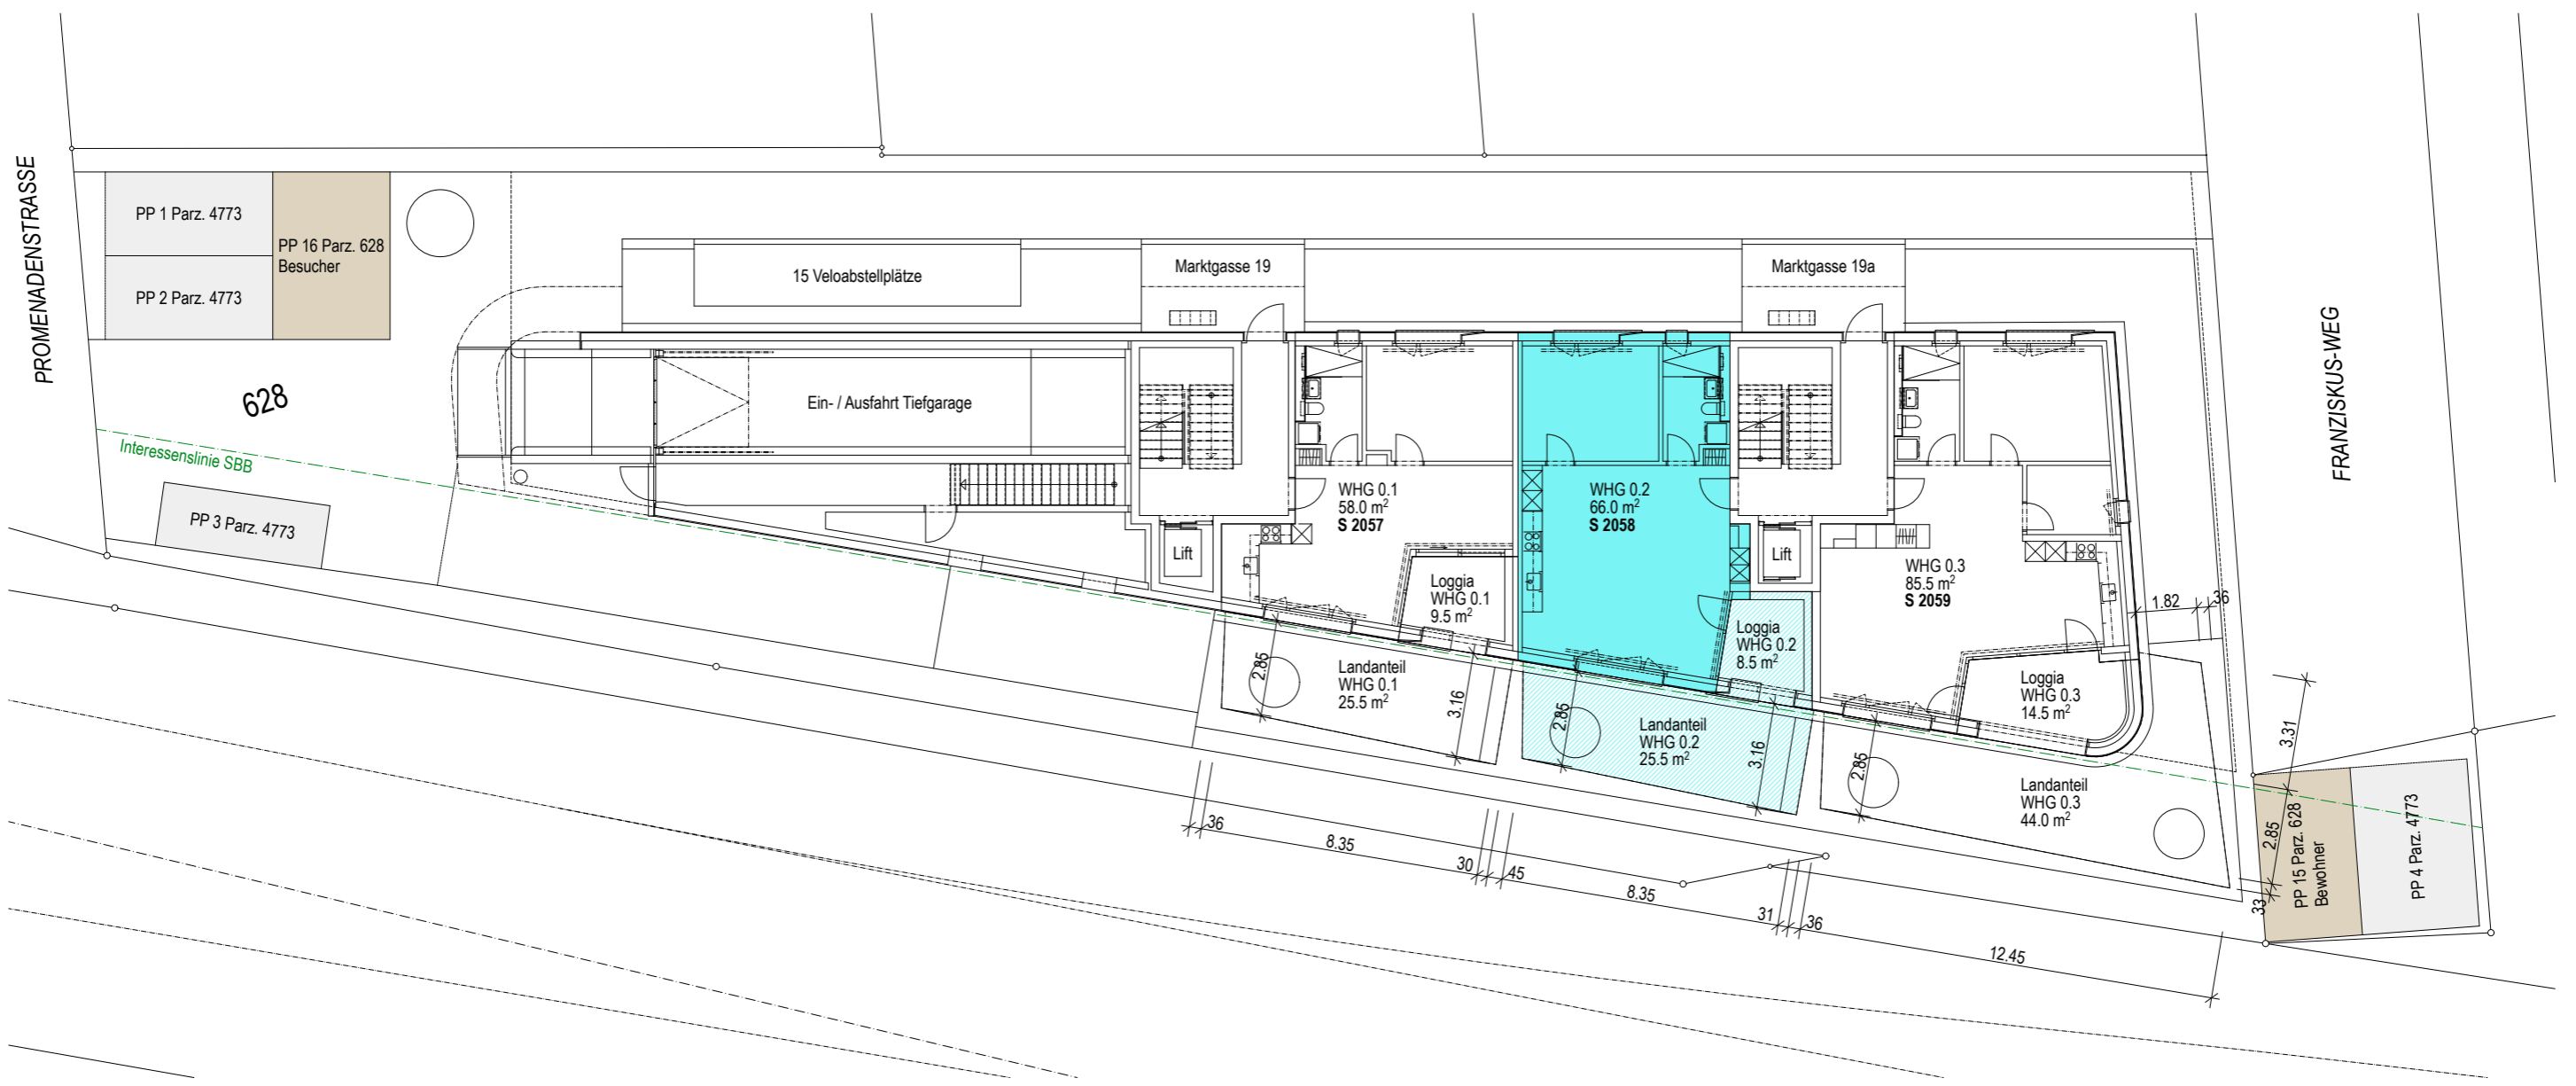 PROMENADENSTRASSE
PP 1 Parz. 4773
PP 2 Parz. 4773
PP 16 Parz. 628
Besucher
628
Interessenslinie SBB
PP 3 Parz. 4773
15 Veloabstellplätze
Ein- / Ausfahrt Tiefgarage
Marktgasse 19
Marktgasse 19a
Lift
WHG 0.1
58.0 m²
S 2057
Loggia
WHG 0.1
9.5 m²
Landanteil
WHG 0.1
25.5 m²
2.85
3.16
WHG 0.2
66.0 m²
S 2058
Loggia
WHG 0.2
8.5 m²
Landanteil
WHG 0.2
25.5 m²
2.85
3.16
Lift
WHG 0.3
85.5 m²
S 2059
Loggia
WHG 0.3
14.5 m²
Landanteil
WHG 0.3
44.0 m²
2.85
1.82
36
FRANZISKUS-WEG
3.31
2.85
33
PP 15 Parz. 628
Bewohner
PP 4 Parz. 4773
36
8.35
30
45
8.35
31
36
12.45